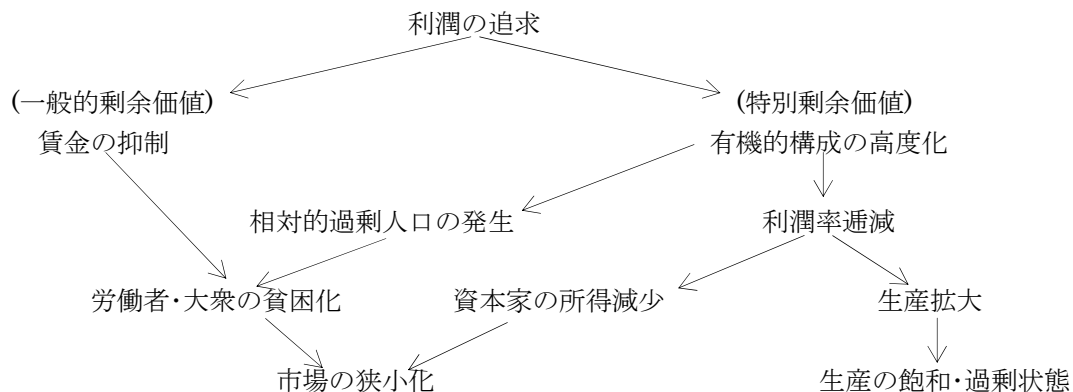 利潤の追求
(一般的剰余価値)
(特別剰余価値)
賃金の抑制
有機的構成の高度化
相対的過剰人口の発生
利潤率逓減
労働者・大衆の貧困化
資本家の所得減少
生産拡大
市場の狭小化
生産の飽和・過剰状態